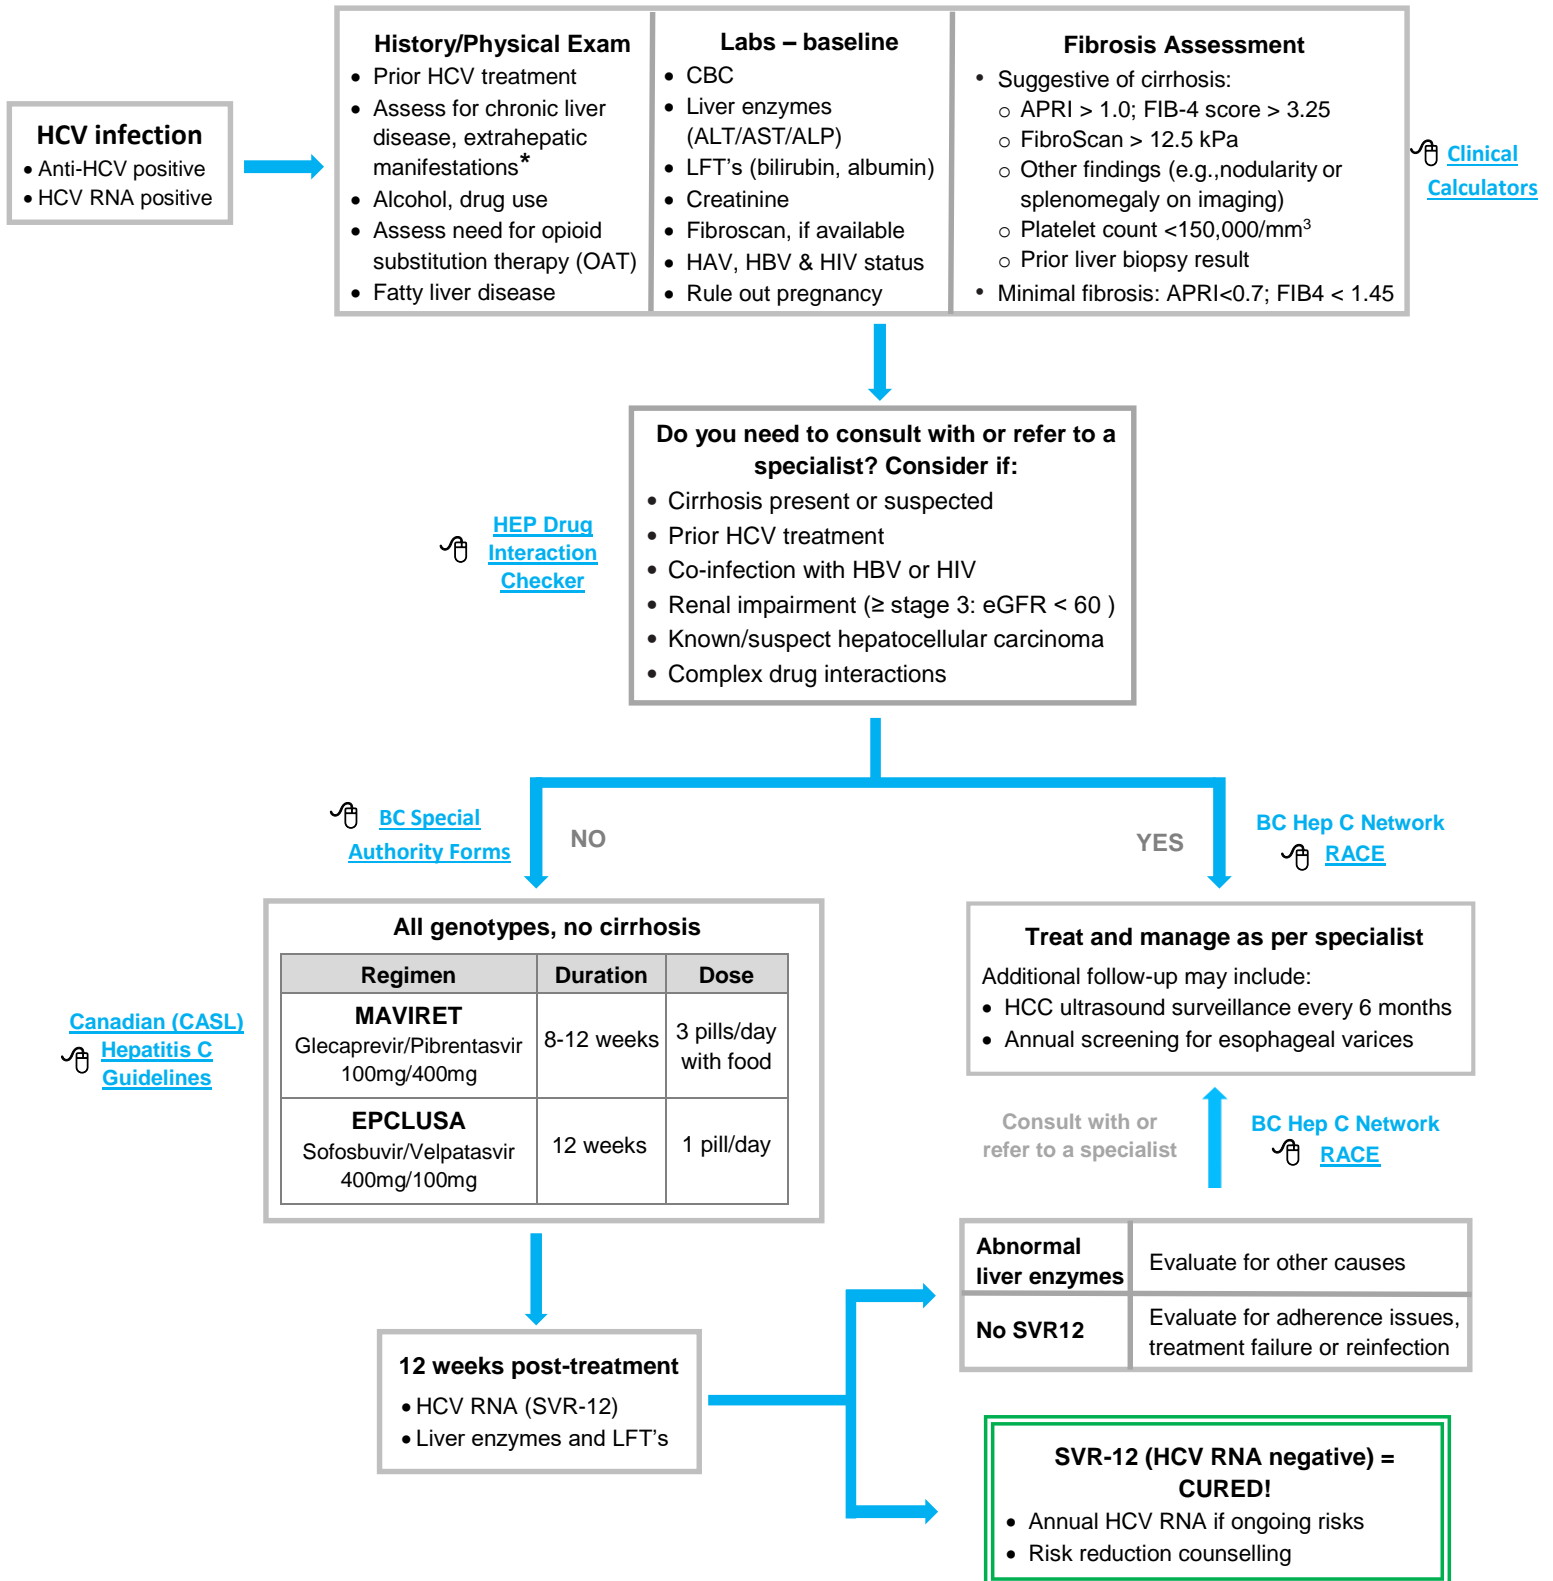 HCV infection
• Anti-HCV positive
• HCV RNA positive
History/Physical Exam
• Prior HCV treatment
• Assess for chronic liver
disease, extrahepatic
manifestations*
• Alcohol, drug use
• Assess need for opioid
substitution therapy (OAT)
• Fatty liver disease
Labs – baseline
• CBC
• Liver enzymes
(ALT/AST/ALP)
• LFT's (bilirubin, albumin)
• Creatinine
• Fibroscan, if available
• HAV, HBV & HIV status
• Rule out pregnancy
Fibrosis Assessment
• Suggestive of cirrhosis:
o APRI > 1.0; FIB-4 score > 3.25
o FibroScan > 12.5 kPa
o Other findings (e.g.,nodularity or
splenomegaly on imaging)
o Platelet count <150,000/mm³
o Prior liver biopsy result
• Minimal fibrosis: APRI<0.7; FIB4 < 1.45
Clinical
Calculators
Do you need to consult with or refer to a
specialist? Consider if:
• Cirrhosis present or suspected
• Prior HCV treatment
• Co-infection with HBV or HIV
• Renal impairment (≥ stage 3: eGFR < 60 )
• Known/suspect hepatocellular carcinoma
• Complex drug interactions
HEP Drug
Interaction
Checker
BC Special
Authority Forms
NO
YES
BC Hep C Network
RACE
All genotypes, no cirrhosis
Regimen Duration Dose
MAVIRET
Glecaprevir/Pibrentasvir
100mg/400mg
8-12 weeks
3 pills/day
with food
EPCLUSA
Sofosbuvir/Velpatasvir
400mg/100mg
12 weeks
1 pill/day
Canadian (CASL)
Hepatitis C
Guidelines
Treat and manage as per specialist
Additional follow-up may include:
• HCC ultrasound surveillance every 6 months
• Annual screening for esophageal varices
Consult with or
refer to a specialist
BC Hep C Network
RACE
Abnormal
liver enzymes
Evaluate for other causes
No SVR12
Evaluate for adherence issues,
treatment failure or reinfection
12 weeks post-treatment
• HCV RNA (SVR-12)
• Liver enzymes and LFT's
SVR-12 (HCV RNA negative) =
CURED!
• Annual HCV RNA if ongoing risks
• Risk reduction counselling